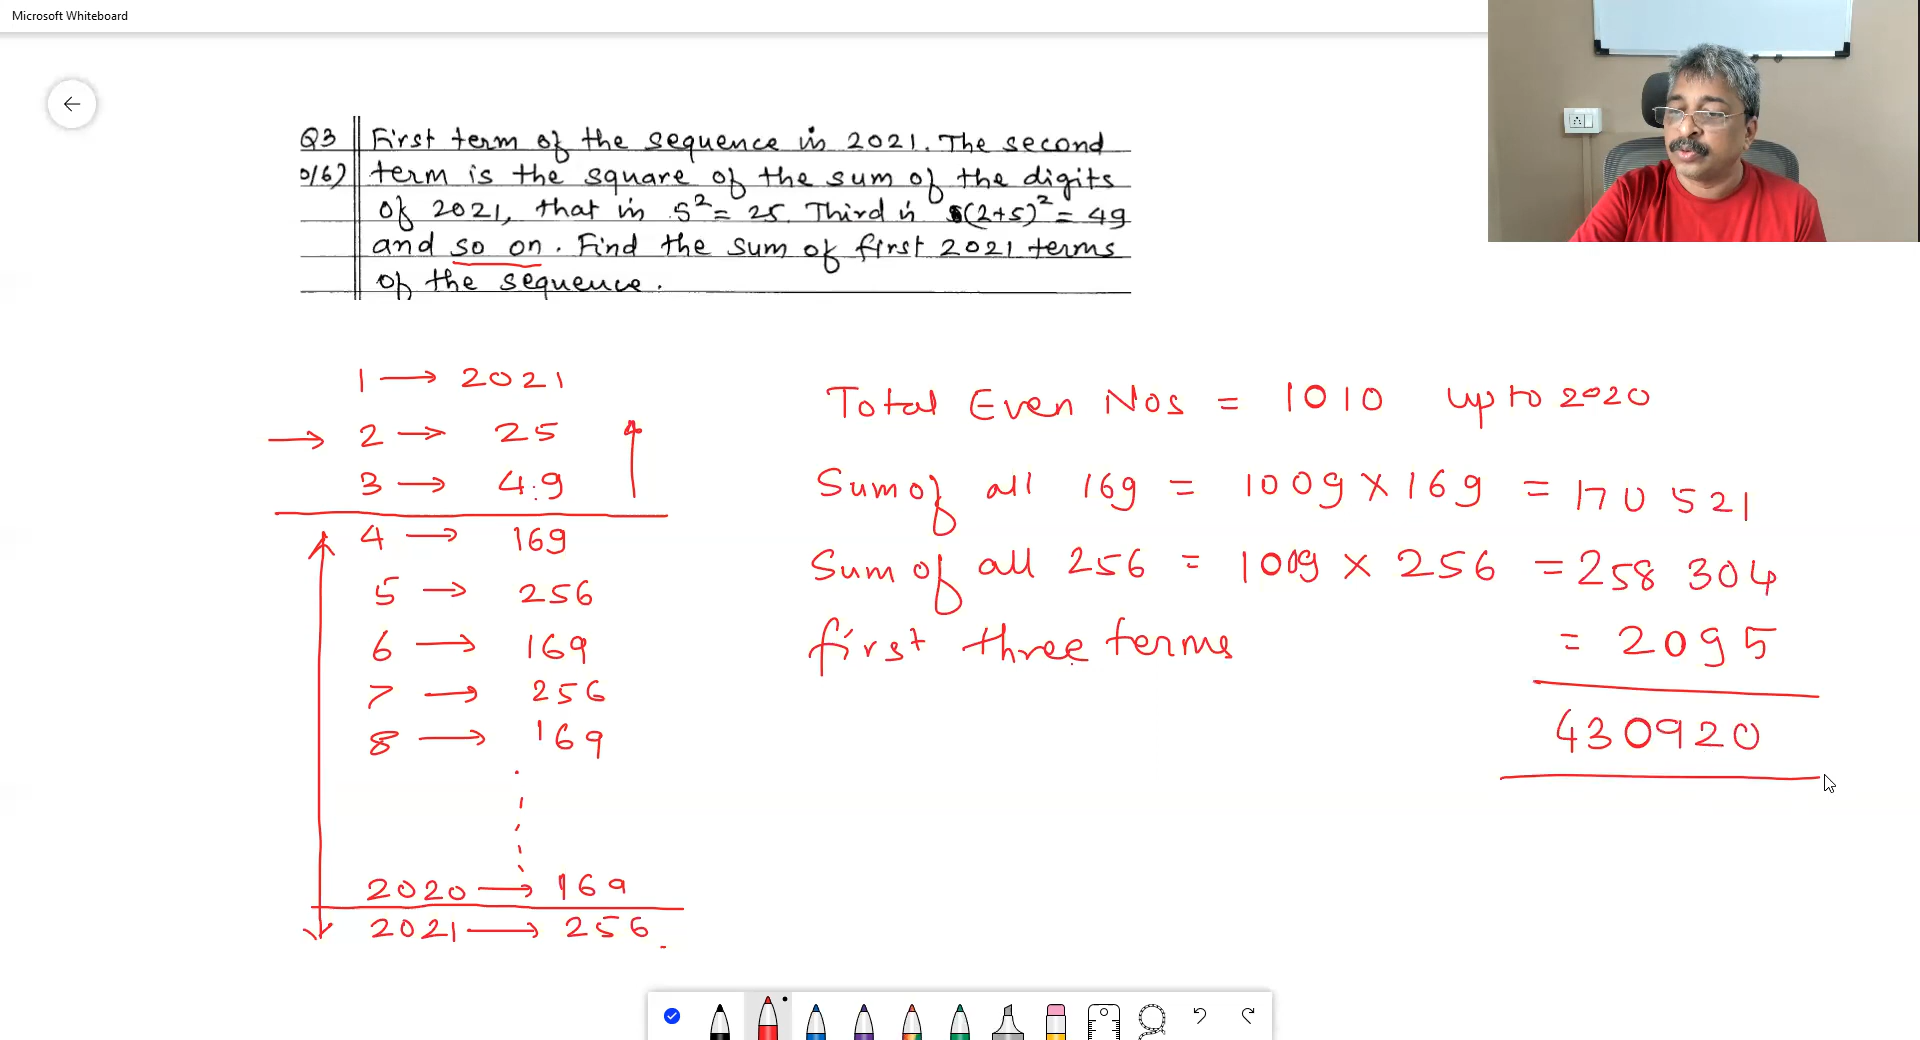 Microsoft Whiteboard
Q3 First term of the sequence is 2021. The second
0/6) term is the square of the sum of the digits
of 2021, that is 5² = 25. Third is (2+5)² = 49
and so on. Find the sum of first 2021 terms
of the sequence.
1 → 2021
→ 2 → 25
3 → 49
4 → 169
5 → 256
6 → 169
7 → 256
8 → 169
2020 → 169
2021 → 256
Total Even Nos = 1010 up to 2020
Sum of all 169 = 1009 × 169 = 170 521
Sum of all 256 = 1009 × 256 = 258 304
first three terms = 2095
430920